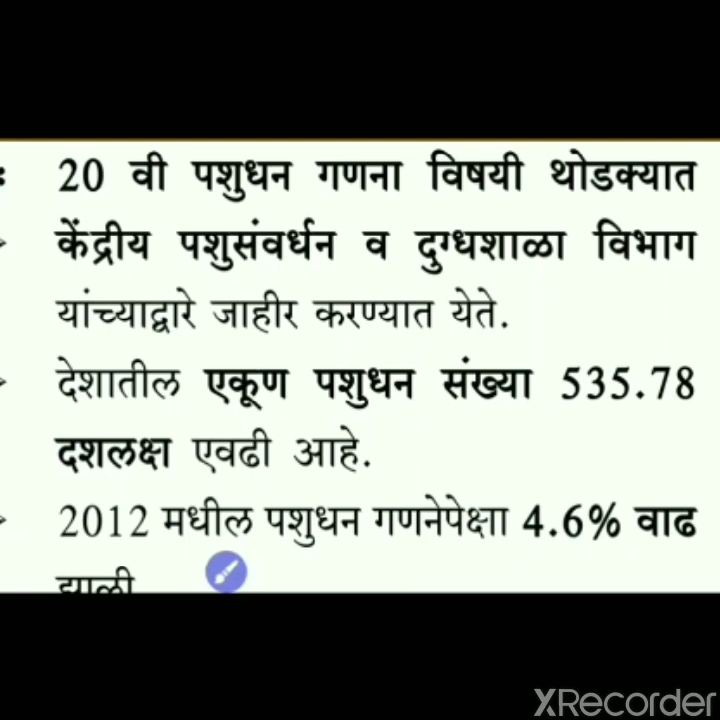 20 वी पशुधन गणना विषयी थोडक्यात
केंद्रीय पशुसंवर्धन व दुग्धशाळा विभाग
यांच्याद्वारे जाहीर करण्यात येते.
देशातील एकूण पशुधन संख्या 535.78
दशलक्ष एवढी आहे.
2012 मधील पशुधन गणनेपेक्षा 4.6% वाढ
झाली
XRecorder